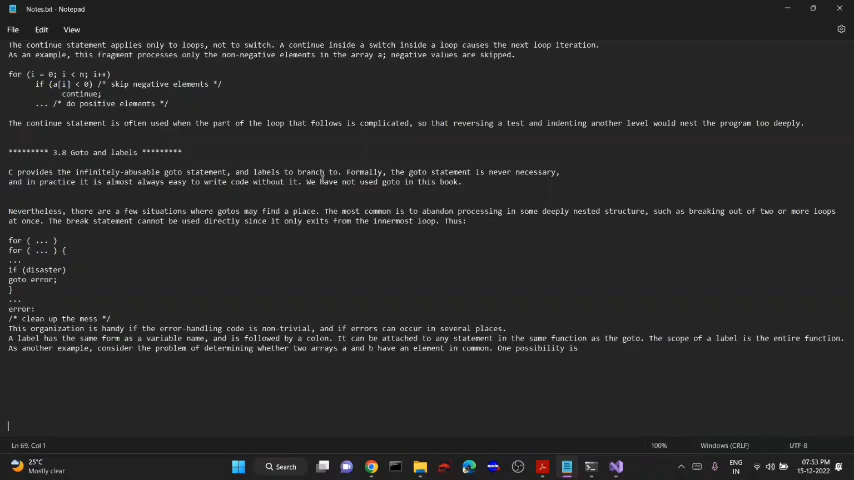 Notes.txt - Notepad
File Edit View
The continue statement applies only to loops, not to switch. A continue inside a switch inside a loop causes the next loop iteration.
As an example, this fragment processes only the non-negative elements in the array a; negative values are skipped.
for (i = 0; i < n; i++)
if (a[i] < 0) /* skip negative elements */
continue;
... /* do positive elements */
The continue statement is often used when the part of the loop that follows is complicated, so that reversing a test and indenting another level would nest the program too deeply.
********* 3.8 Goto and labels *********
C provides the infinitely-abusable goto statement, and labels to branch to. Formally, the goto statement is never necessary,
and in practice it is almost always easy to write code without it. We have not used goto in this book.
Nevertheless, there are a few situations where gotos may find a place. The most common is to abandon processing in some deeply nested structure, such as breaking out of two or more loops
at once. The break statement cannot be used directly since it only exits from the innermost loop. Thus:
for ( ... )
for ( ... ) {
...
if (disaster)
goto error;
}
...
error:
/* clean up the mess */
This organization is handy if the error-handling code is non-trivial, and if errors can occur in several places.
A label has the same form as a variable name, and is followed by a colon. It can be attached to any statement in the same function as the goto. The scope of a label is the entire function.
As another example, consider the problem of determining whether two arrays a and b have an element in common. One possibility is
Ln 69, Col 1 100% Windows (CRLF) UTF-8
25°C
Mostly clear
Search
ENG
IN
07:53 PM
15-12-2022